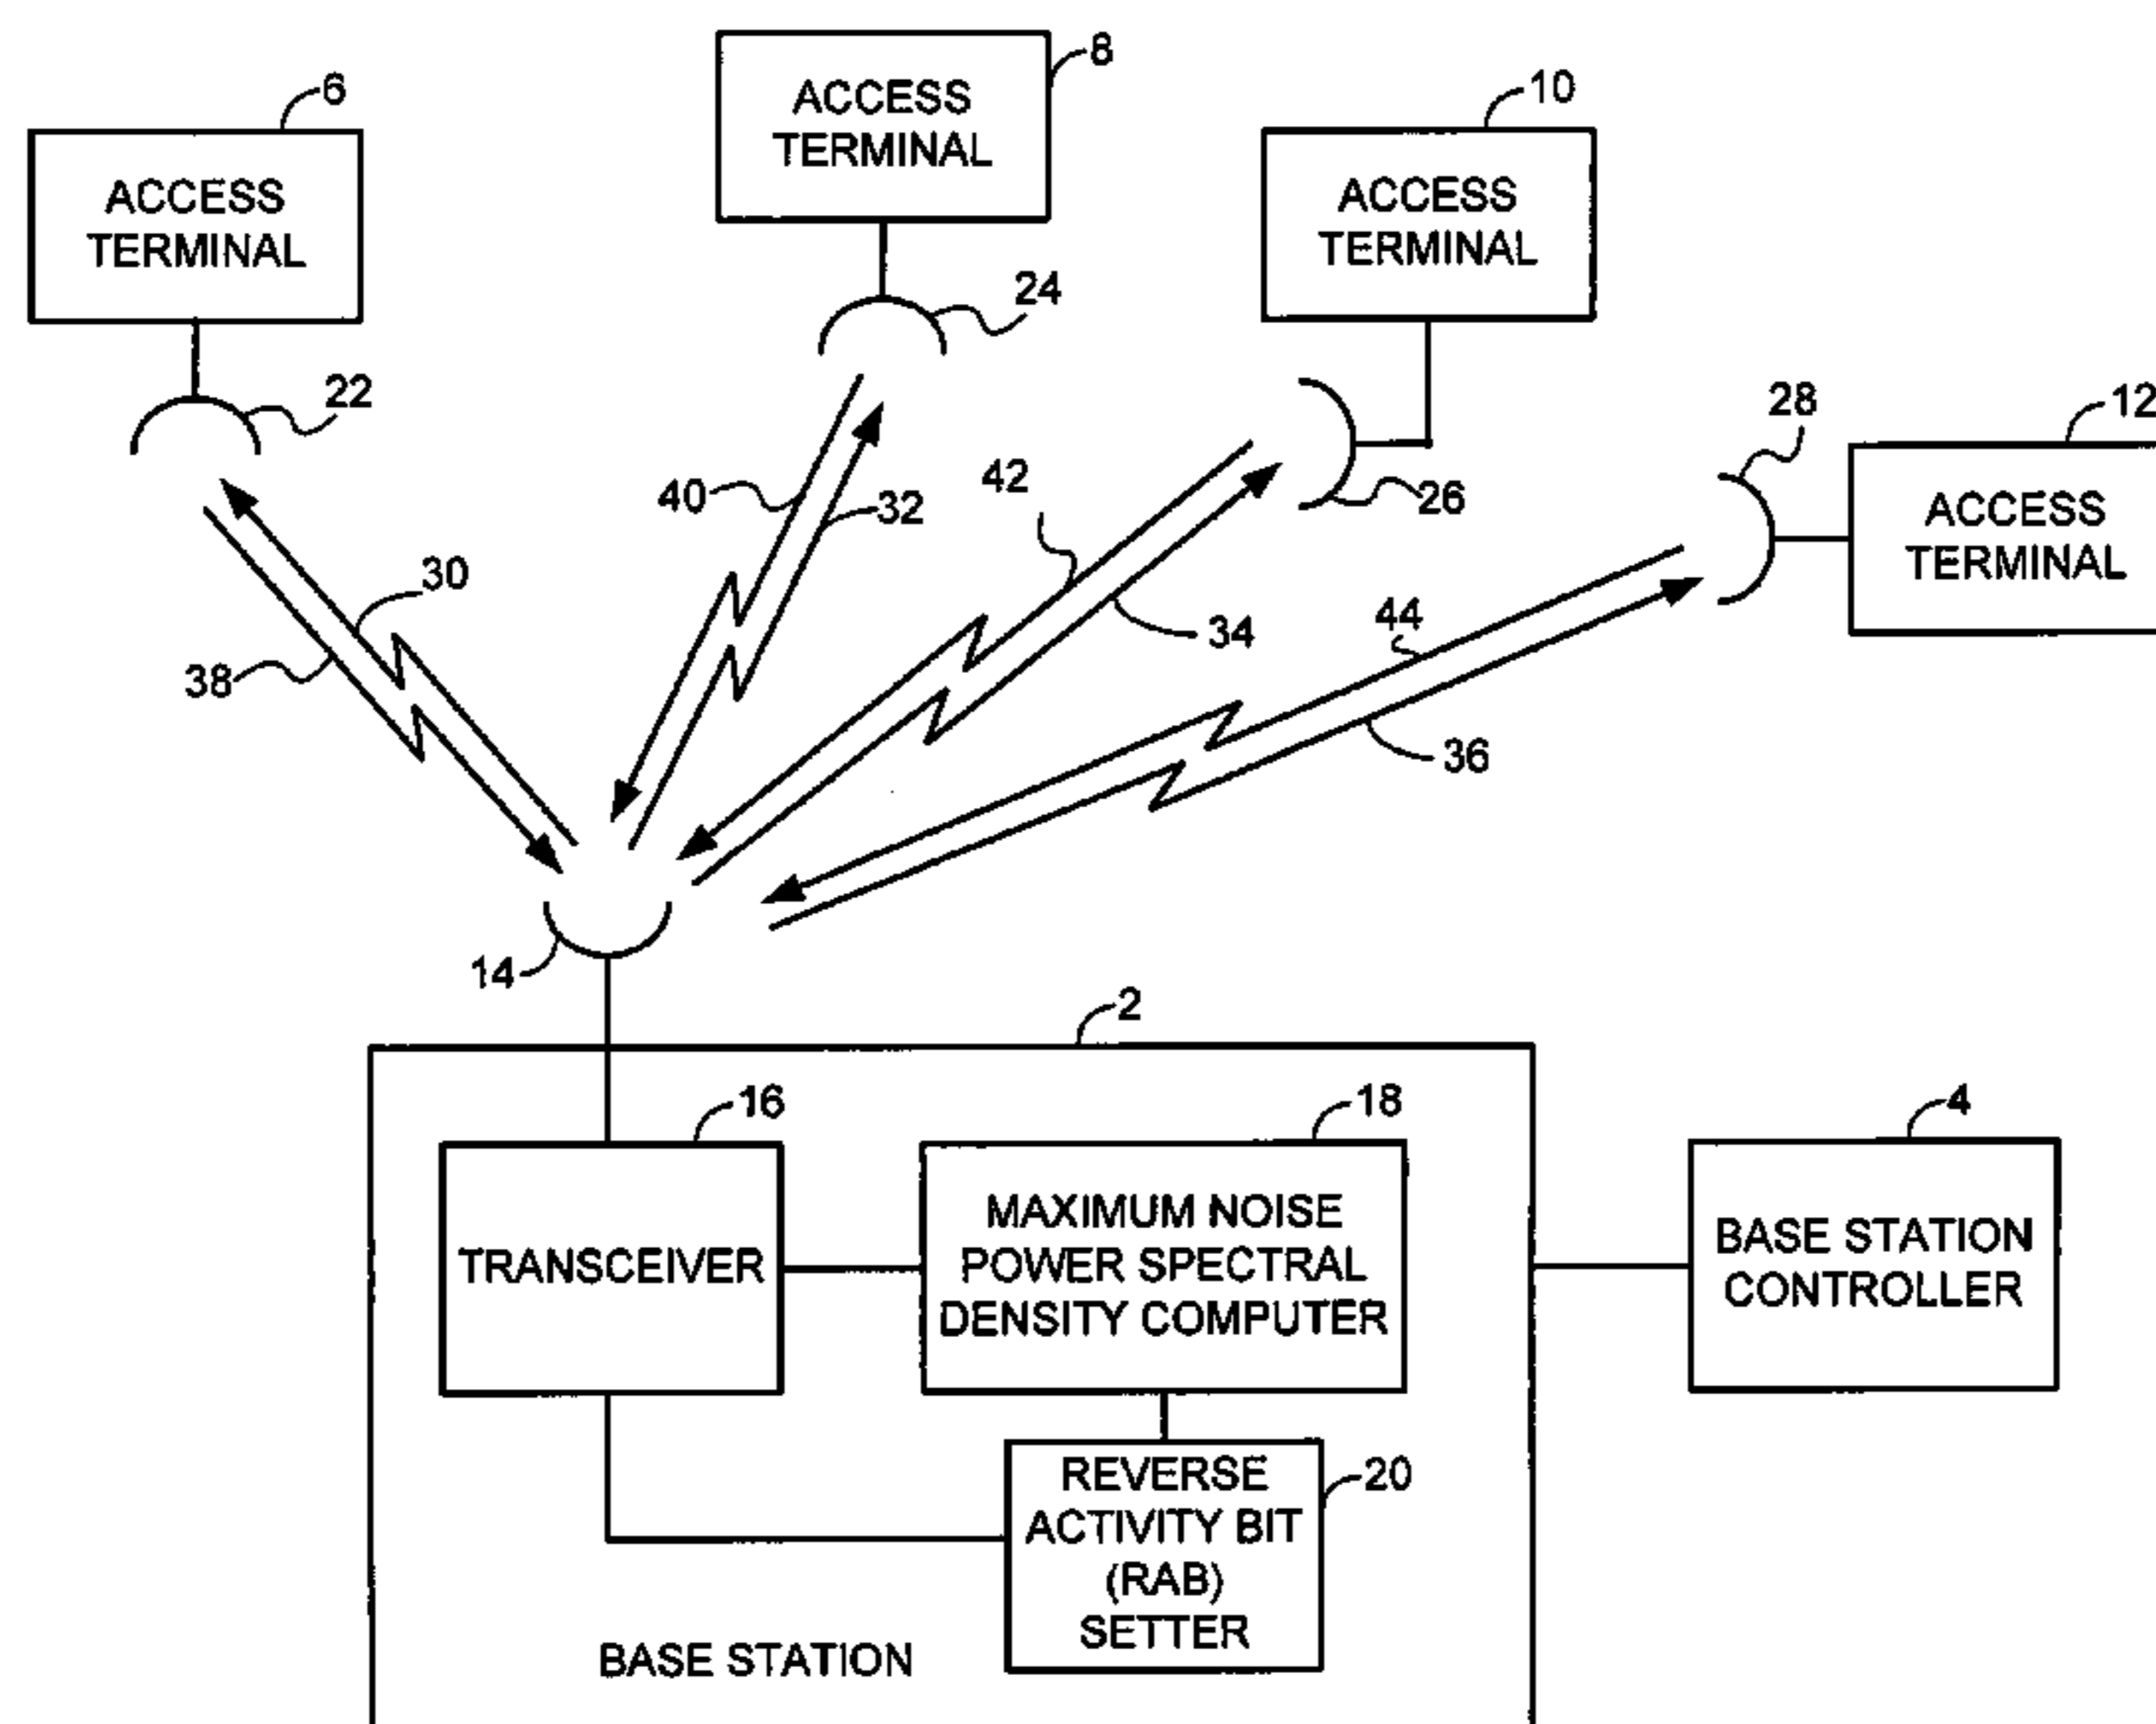 6
ACCESS
TERMINAL
8
ACCESS
TERMINAL
10
ACCESS
TERMINAL
12
ACCESS
TERMINAL
22
24
26
28
30
38
40
32
42
34
44
36
14
2
16
TRANSCEIVER
18
MAXIMUM NOISE
POWER SPECTRAL
DENSITY COMPUTER
4
BASE STATION
CONTROLLER
20
REVERSE
ACTIVITY BIT
(RAB)
SETTER
BASE STATION